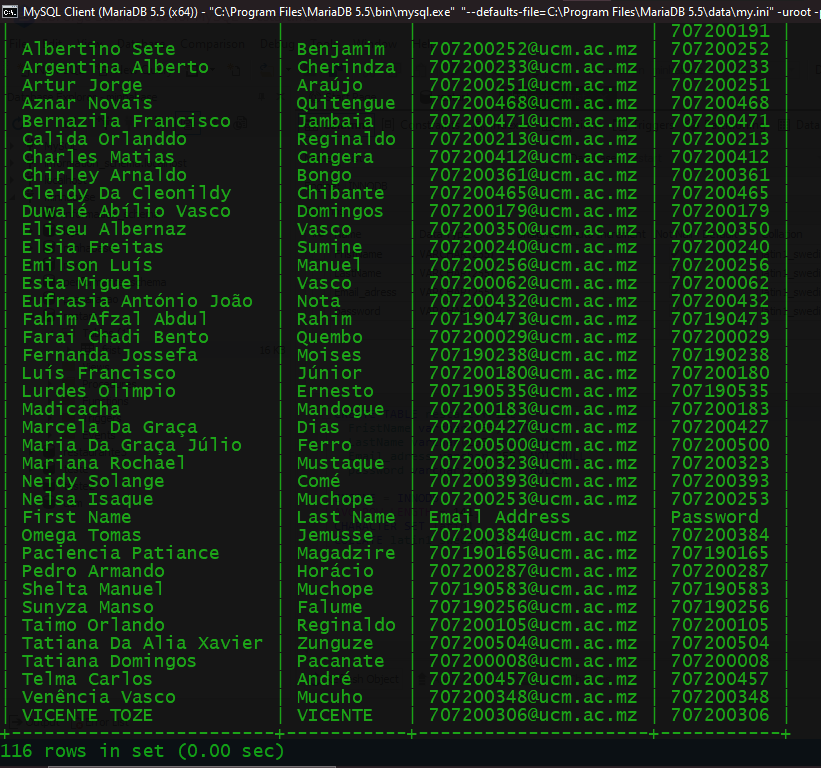 MySQL Client (MariaDB 5.5 (x64)) - "C:\Program Files\MariaDB 5.5\bin\mysql.exe" "--defaults-file=C:\Program Files\MariaDB 5.5\data\my.ini" -uroot -p
| | | | 707200191 |
| Albertino Sete | Benjamim | 707200252@ucm.ac.mz | 707200252 |
| Argentina Alberto | Cherindza | 707200233@ucm.ac.mz | 707200233 |
| Artur Jorge | Araújo | 707200251@ucm.ac.mz | 707200251 |
| Aznar Novais | Quitengue | 707200468@ucm.ac.mz | 707200468 |
| Bernazila Francisco | Jambaia | 707200471@ucm.ac.mz | 707200471 |
| Calida Orlanddo | Reginaldo | 707200213@ucm.ac.mz | 707200213 |
| Charles Matias | Cangera | 707200412@ucm.ac.mz | 707200412 |
| Chirley Arnaldo | Bongo | 707200361@ucm.ac.mz | 707200361 |
| Cleidy Da Cleonildy | Chibante | 707200465@ucm.ac.mz | 707200465 |
| Duwalé Abílio Vasco | Domingos | 707200179@ucm.ac.mz | 707200179 |
| Eliseu Albernaz | Vasco | 707200350@ucm.ac.mz | 707200350 |
| Elsia Freitas | Sumine | 707200240@ucm.ac.mz | 707200240 |
| Emilson Luís | Manuel | 707200256@ucm.ac.mz | 707200256 |
| Esta Miguel | Vasco | 707200062@ucm.ac.mz | 707200062 |
| Eufrasia António João | Nota | 707200432@ucm.ac.mz | 707200432 |
| Fahim Afzal Abdul | Rahim | 707190473@ucm.ac.mz | 707190473 |
| Farai Chadi Bento | Quembo | 707200029@ucm.ac.mz | 707200029 |
| Fernanda Jossefa | Moises | 707190238@ucm.ac.mz | 707190238 |
| Luís Francisco | Júnior | 707200180@ucm.ac.mz | 707200180 |
| Lurdes Olimpio | Ernesto | 707190535@ucm.ac.mz | 707190535 |
| Madicacha | Mandogue | 707200183@ucm.ac.mz | 707200183 |
| Marcela Da Graça | Dias | 707200427@ucm.ac.mz | 707200427 |
| Maria Da Graça Júlio | Ferro | 707200500@ucm.ac.mz | 707200500 |
| Mariana Rochael | Mustaque | 707200323@ucm.ac.mz | 707200323 |
| Neidy Solange | Comé | 707200393@ucm.ac.mz | 707200393 |
| Nelsa Isaque | Muchope | 707200253@ucm.ac.mz | 707200253 |
| First Name | Last Name | Email Address | Password |
| Omega Tomas | Jemusse | 707200384@ucm.ac.mz | 707200384 |
| Paciencia Patiance | Magadzire | 707190165@ucm.ac.mz | 707190165 |
| Pedro Armando | Horácio | 707200287@ucm.ac.mz | 707200287 |
| Shelta Manuel | Muchope | 707190583@ucm.ac.mz | 707190583 |
| Sunyza Manso | Falume | 707190256@ucm.ac.mz | 707190256 |
| Taimo Orlando | Reginaldo | 707200105@ucm.ac.mz | 707200105 |
| Tatiana Da Alia Xavier | Zunguze | 707200504@ucm.ac.mz | 707200504 |
| Tatiana Domingos | Pacanate | 707200008@ucm.ac.mz | 707200008 |
| Telma Carlos | André | 707200457@ucm.ac.mz | 707200457 |
| Venência Vasco | Mucuho | 707200348@ucm.ac.mz | 707200348 |
| VICENTE TOZE | VICENTE | 707200306@ucm.ac.mz | 707200306 |
116 rows in set (0.00 sec)